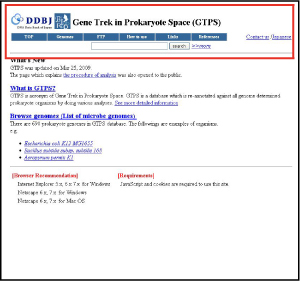 DDBJ Gene Trek in Prokaryote Space (GTPS)
TOP Genomes FTP How to use Links References
search >>more Contact us Japanese
What's New
GTPS was updated on Mar 25, 2009.
The page which explains the procedure of analysis was also opened to the public.
What is GTPS?
GTPS is acronym of Gene Trek in Prokaryote Space. GTPS is a database which is re-annotated against all genome determined
prokaryote organisms by doing various analyses. See more detailed information
Browse genomes (List of microbe genomes)
There are prokaryote genomes in GTPS database. The followings are examples of organisms.
e.g.
Escherichia coli K12 MG1655
Bacillus subtilis subsp. subtilis 168
Aeropyrum pernix K1
[Browser Recommendation] [Requirements]
Internet Explorer 5.x, 6.x 7.x for Windows JavaScript and cookies are required to use this site.
Netscape 6.x, 7.x for Windows
Netscape 6.x, 7.x for Mac OS